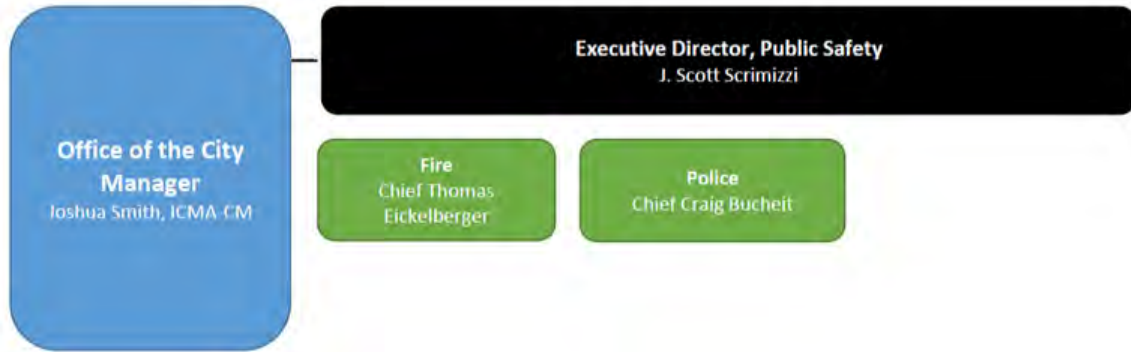 Executive Director, Public Safety
J. Scott Scrimizzi
Office of the City
Manager
Joshua Smith, ICMA-CM
Fire
Chief Thomas
Eickelberger
Police
Chief Craig Bucheit